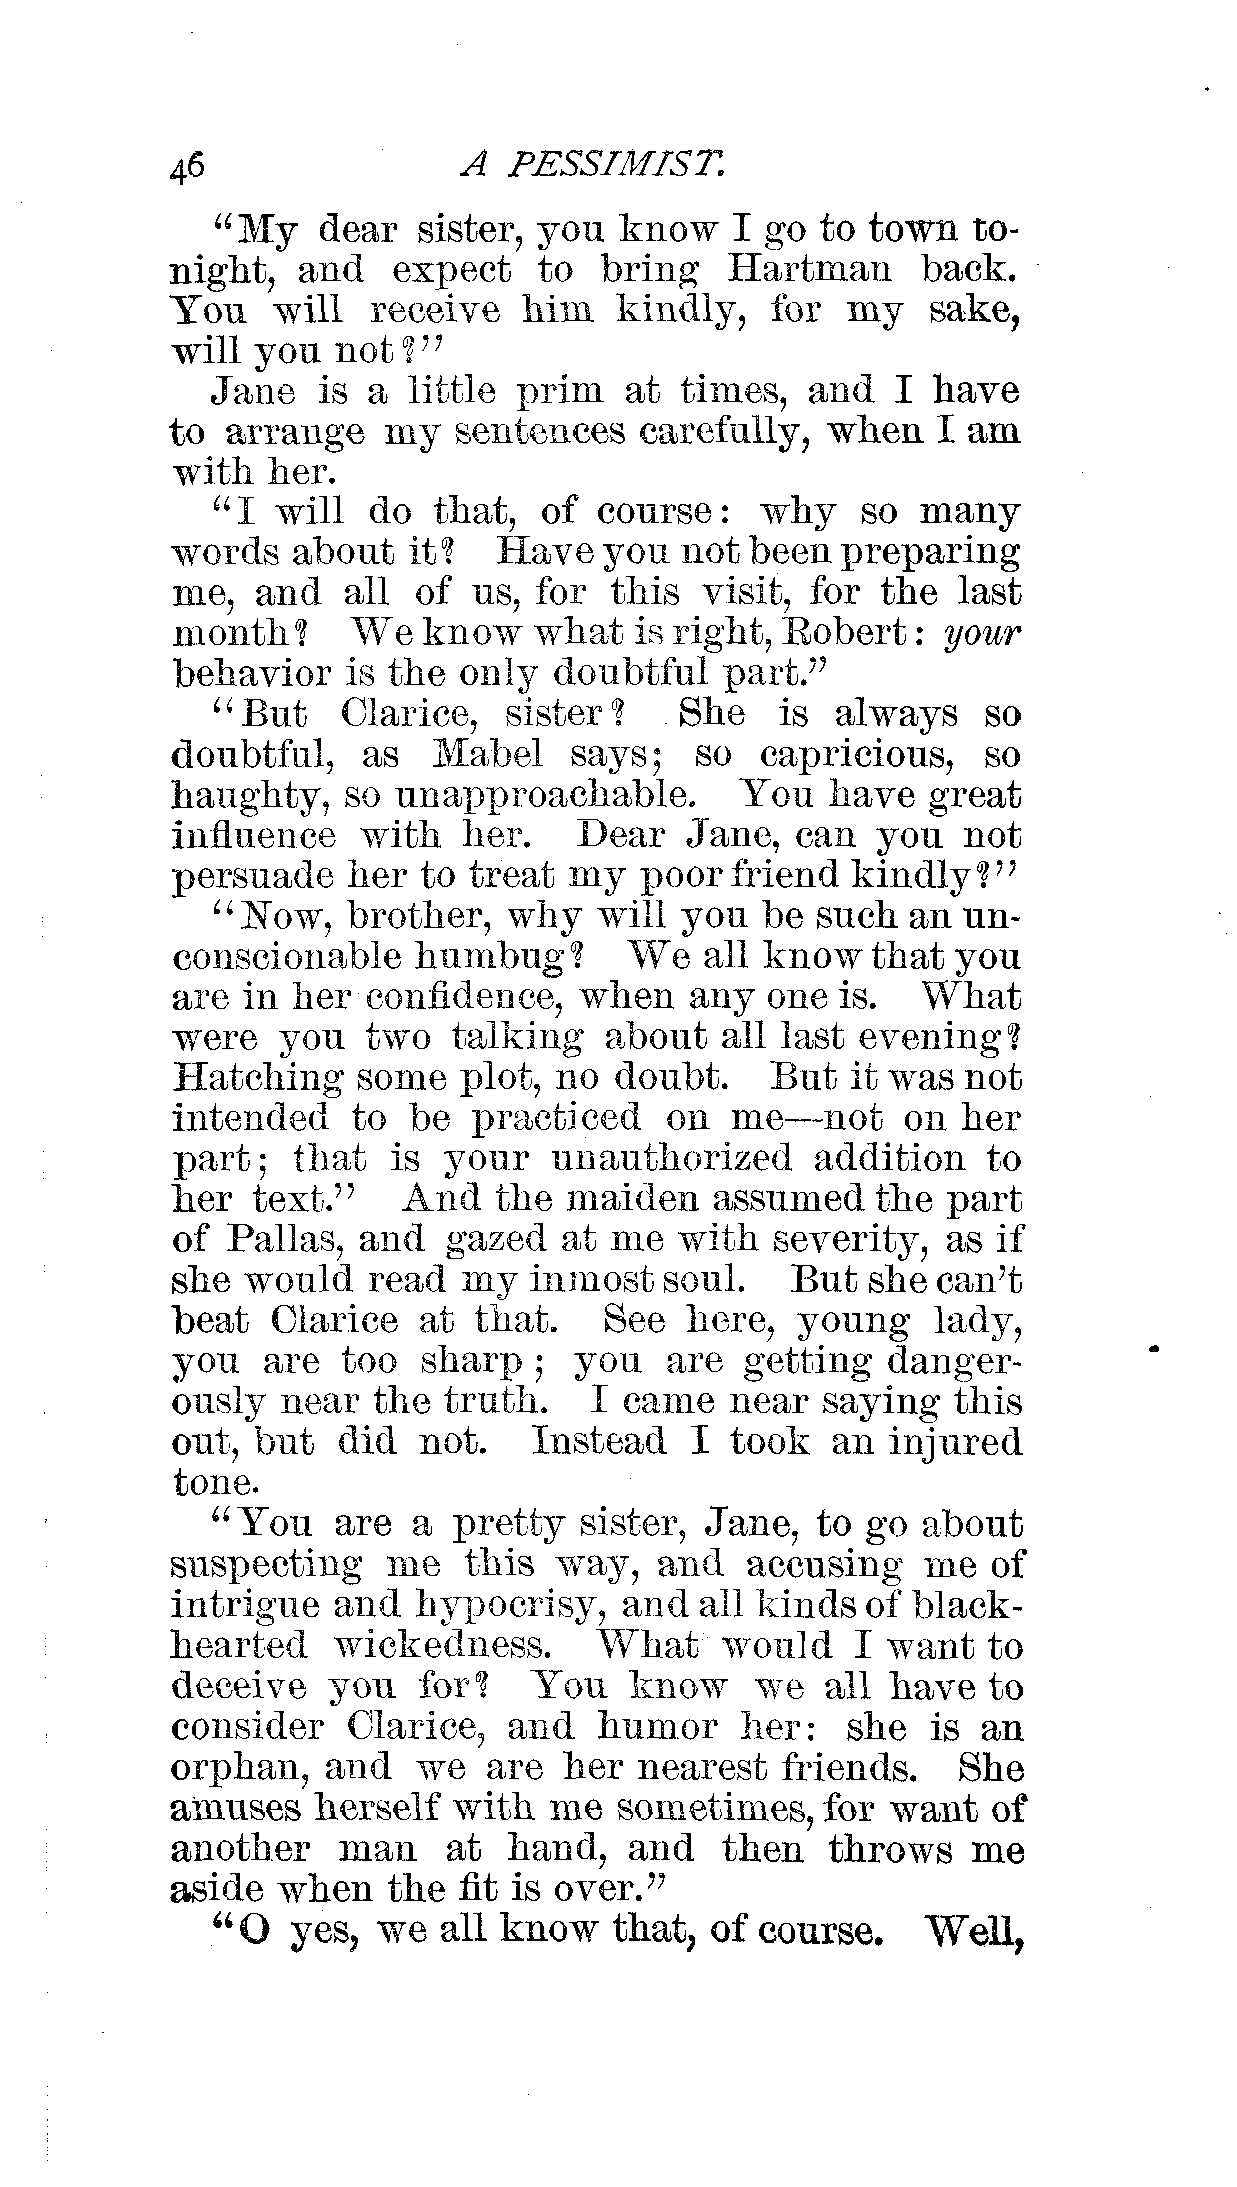 46 A PESSIMIST.
"My dear sister, you know I go to town to-
night, and expect to bring Hartman back.
You will receive him kindly, for my sake,
will you not?"
Jane is a little prim at times, and I have
to arrange my sentences carefully, when I am
with her.
"I will do that, of course: why so many
words about it? Have you not been preparing
me, and all of us, for this visit, for the last
month? We know what is right, Robert: your
behavior is the only doubtful part."
"But Clarice, sister? She is always so
doubtful, as Mabel says; so capricious, so
haughty, so unapproachable. You have great
influence with her. Dear Jane, can you not
persuade her to treat my poor friend kindly?"
"Now, brother, why will you be such an un-
conscionable humbug? We all know that you
are in her confidence, when any one is. What
were you two talking about all last evening?
Hatching some plot, no doubt. But it was not
intended to be practiced on me—not on her
part; that is your unauthorized addition to
her text." And the maiden assumed the part
of Pallas, and gazed at me with severity, as if
she would read my inmost soul. But she can't
beat Clarice at that. See here, young lady,
you are too sharp; you are getting danger-
ously near the truth. I came near saying this
out, but did not. Instead I took an injured
tone.
"You are a pretty sister, Jane, to go about
suspecting me this way, and accusing me of
intrigue and hypocrisy, and all kinds of black-
hearted wickedness. What would I want to
deceive you for? You know we all have to
consider Clarice, and humor her: she is an
orphan, and we are her nearest friends. She
amuses herself with me sometimes, for want of
another man at hand, and then throws me
aside when the fit is over."
"O yes, we all know that, of course. Well,